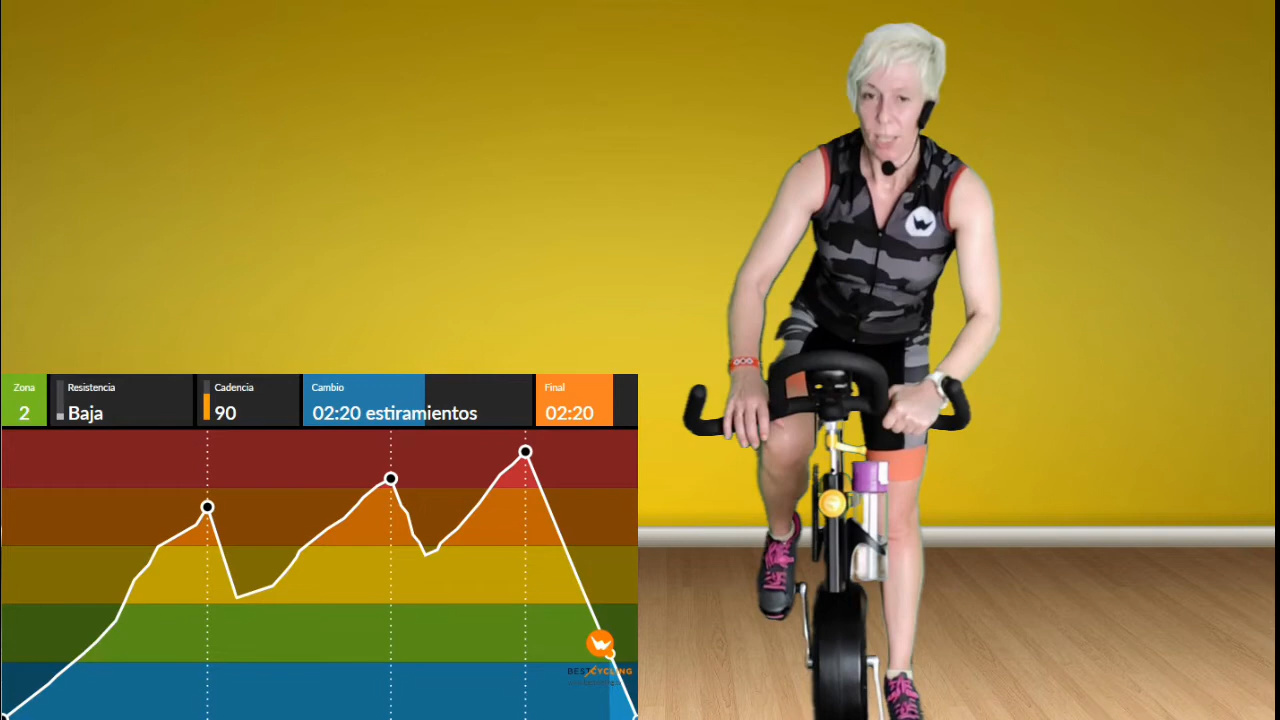 Zona
2
Resistencia
Baja
Cadencia
90
Cambio
02:20 estiramientos
Final
02:20
BESTCYCLING